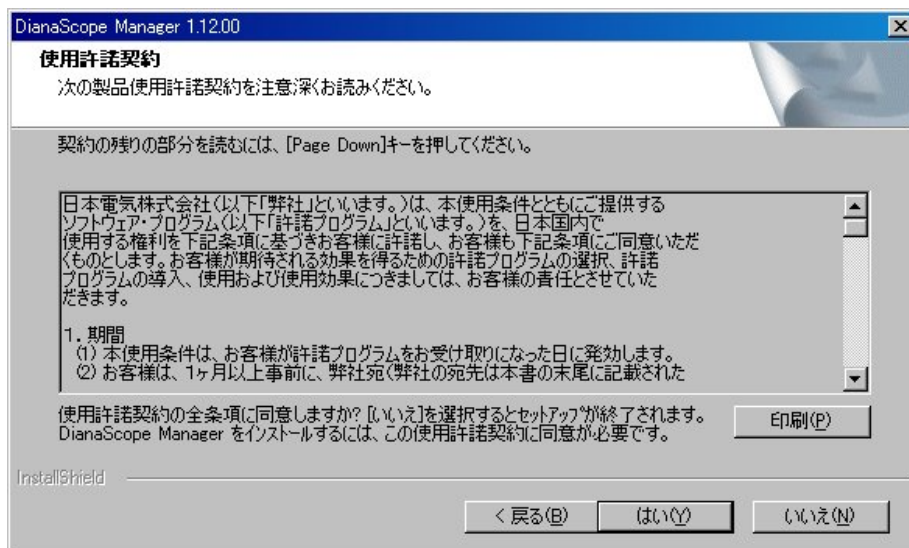 DianaScope Manager 1.12.00
使用許諾契約
次の製品使用許諾契約を注意深くお読みください。
契約の残りの部分を読むには、[Page Down]キーを押してください。
日本電気株式会社(以下「弊社」といいます。)は、本使用条件とともにご提供する
ソフトウェア・プログラム(以下「許諾プログラム」といいます。)を、日本国内で
使用する権利を下記条項に基づきお客様に許諾し、お客様も下記条項にご同意いただ
くものとします。お客様が期待される効果を得るための許諾プログラムの選択、許諾
プログラムの導入、使用および使用効果につきましては、お客様の責任とさせていた
だきます。
1. 期間
(1) 本使用条件は、お客様が許諾プログラムをお受け取りになった日に発効します。
(2) お客様は、1ヶ月以上事前に、弊社宛(弊社の宛先は本書の末尾に記載された
使用許諾契約の全条項に同意しますか? [いいえ]を選択するとセットアップが終了されます。
DianaScope Manager をインストールするには、この使用許諾契約に同意が必要です。
印刷(P)
InstallShield
< 戻る(B)
はい(Y)
いいえ(N)